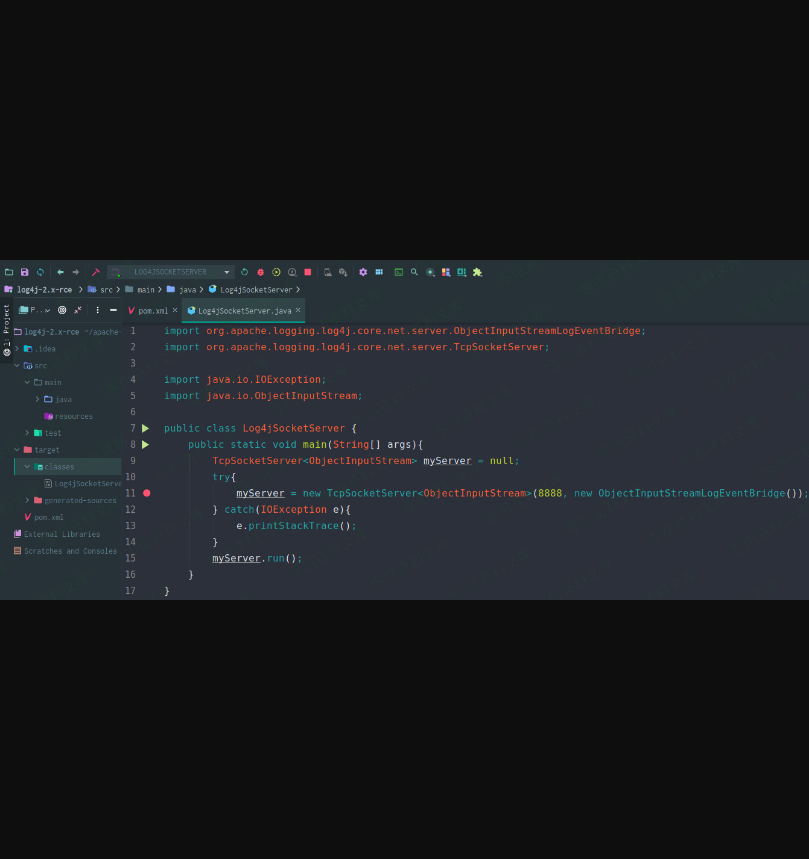 LOG4JSOCKETSERVER
log4j-2.x-rce > src > main > java > Log4jSocketServer >
P.. pom.xml × Log4jSocketServer.java ×
1: Project
log4j-2.x-rce ~/apache-
.idea
src
main
java
resources
test
target
classes
Log4jSocketServe
generated-sources
pom.xml
External Libraries
Scratches and Consoles
1 import org.apache.logging.log4j.core.net.server.ObjectInputStreamLogEventBridge;
2 import org.apache.logging.log4j.core.net.server.TcpSocketServer;
3
4 import java.io.IOException;
5 import java.io.ObjectInputStream;
6
7 public class Log4jSocketServer {
8 public static void main(String[] args){
9 TcpSocketServer<ObjectInputStream> myServer = null;
10 try{
11 myServer = new TcpSocketServer<ObjectInputStream>(8888, new ObjectInputStreamLogEventBridge());
12 } catch(IOException e){
13 e.printStackTrace();
14 }
15 myServer.run();
16 }
17 }